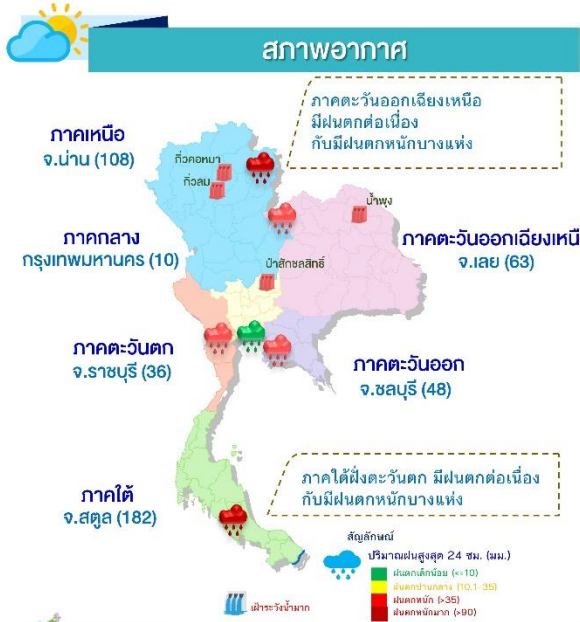 สภาพอากาศ
ภาคตะวันออกเฉียงเหนือ
มีฝนตกต่อเนื่อง
กับมีฝนตกหนักบางแห่ง
ภาคเหนือ
จ.น่าน (108)
กิ่วคอหมา
กิ่วลม
น้ำพุง
ภาคกลาง
กรุงเทพมหานคร (10)
ภาคตะวันออกเฉียงเหนื
จ.เลย (63)
ป่าสักชลสิทธิ์
ภาคตะวันตก
จ.ราชบุรี (36)
ภาคตะวันออก
จ.ชลบุรี (48)
ภาคใต้ฝั่งตะวันตก มีฝนตกต่อเนื่อง
กับมีฝนตกหนักบางแห่ง
ภาคใต้
จ.สตูล (182)
สัญลักษณ์
ปริมาณฝนสูงสุด 24 ชม. (มม.)
ฝนตกเล็กน้อย (<=10)
ฝนตกปานกลาง (10.1-35)
ฝนตกหนัก (>35)
ฝนตกหนักมาก (>90)
เฝ้าระวังน้ำมาก